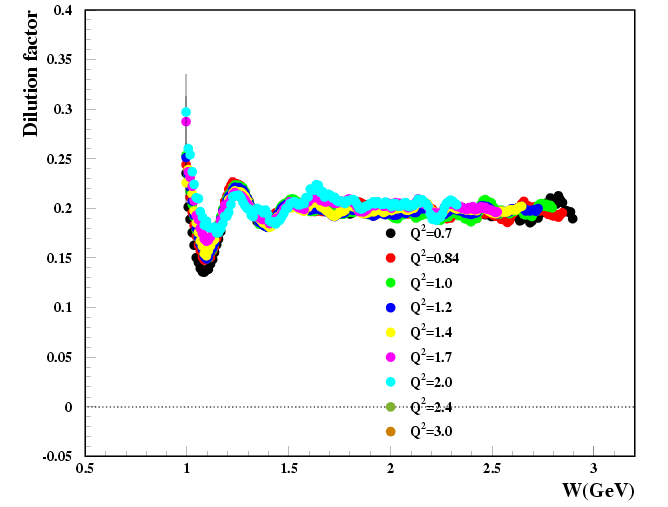 Dilution factor
0.4
0.35
0.3
0.25
0.2
0.15
0.1
0.05
0
-0.05
Q²=0.7
Q²=0.84
Q²=1.0
Q²=1.2
Q²=1.4
Q²=1.7
Q²=2.0
Q²=2.4
Q²=3.0
0.5 1 1.5 2 2.5 3
W(GeV)